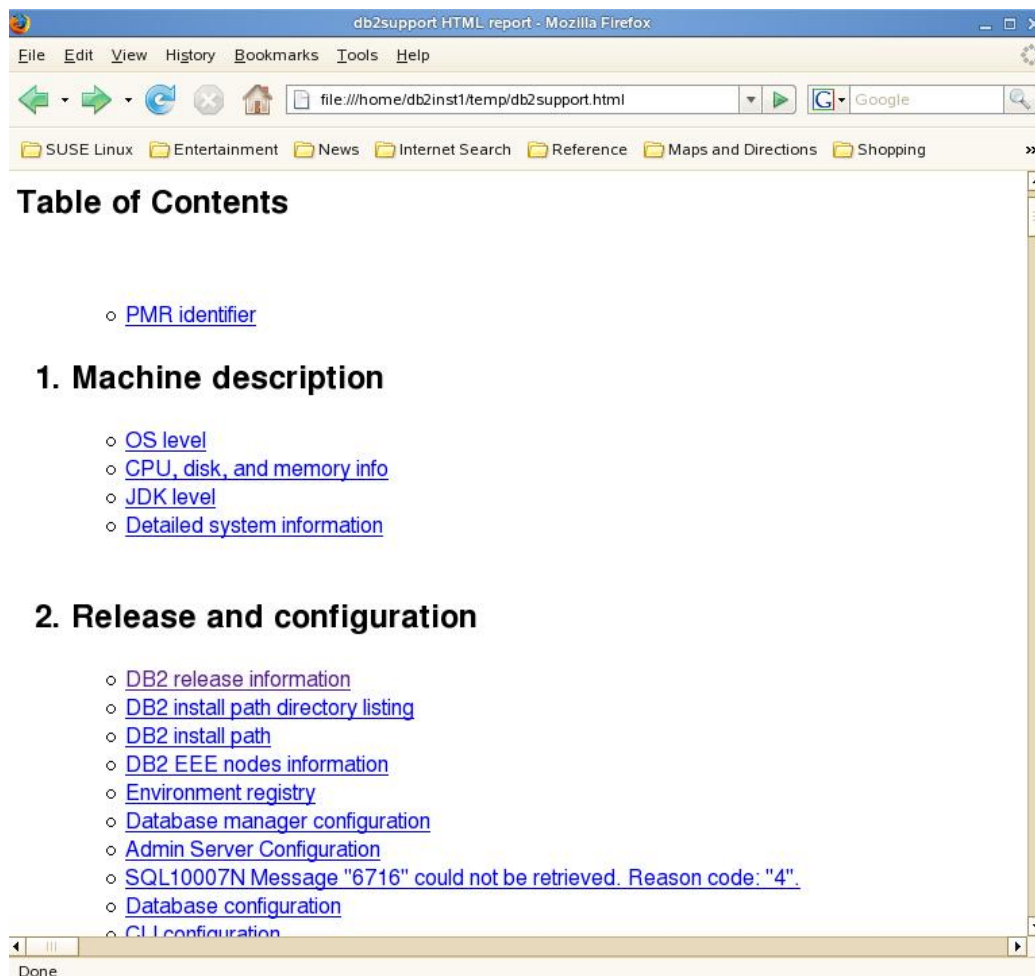 db2support HTML report - Mozilla Firefox
File Edit View History Bookmarks Tools Help
file:///home/db2inst1/temp/db2support.html G Google
SUSE Linux Entertainment News Internet Search Reference Maps and Directions Shopping »
Table of Contents
PMR identifier
1. Machine description
OS level
CPU, disk, and memory info
JDK level
Detailed system information
2. Release and configuration
DB2 release information
DB2 install path directory listing
DB2 install path
DB2 EEE nodes information
Environment registry
Database manager configuration
Admin Server Configuration
SQL10007N Message "6716" could not be retrieved. Reason code: "4".
Database configuration
CLI configuration
Done